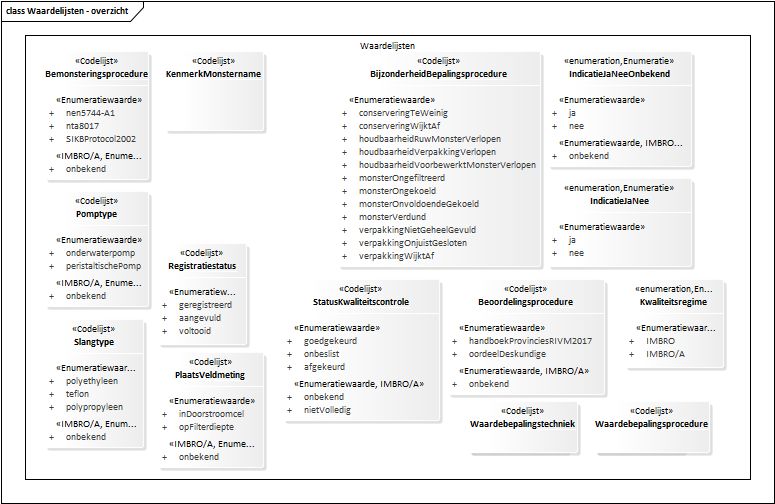 class Waardelijsten - overzicht
Waardelijsten
«Codelijst»
Bemonsteringsprocedure
«Enumeratiewaarde»
+ nen5744-A1
+ nta8017
+ SIKBProtocol2002
«IMBRO/A, Enume...
+ onbekend
«Codelijst»
KenmerkMonstername
«Codelijst»
BijzonderheidBepalingsprocedure
«Enumeratiewaarde»
+ conserveringTeWeinig
+ conserveringWijktAf
+ houdbaarheidRuwMonsterVerlopen
+ houdbaarheidVerpakkingVerlopen
+ houdbaarheidVoorbewerktMonsterVerlopen
+ monsterOngefiltreerd
+ monsterOngekoeld
+ monsterOnvoldoendeGekoeld
+ monsterVerdund
+ verpakkingNietGeheelGevuld
+ verpakkingOnjuistGesloten
+ verpakkingWijktAf
«enumeration,Enumeratie»
IndicatieJaNeeOnbekend
«Enumeratiewaarde»
+ ja
+ nee
«Enumeratiewaarde, IMBRO...
+ onbekend
«enumeration,Enumeratie»
IndicatieJaNee
«Enumeratiewaarde»
+ ja
+ nee
«Codelijst»
Pomptype
«Enumeratiewaarde»
+ onderwaterpomp
+ peristaltischePomp
«IMBRO/A, Enume...
+ onbekend
«Codelijst»
Registratiestatus
«Enumeratiew...
+ geregistreerd
+ aangevuld
+ voltooid
«Codelijst»
StatusKwaliteitscontrole
«Enumeratiewaarde»
+ goedgekeurd
+ onbeslist
+ afgekeurd
«Enumeratiewaarde, IMBRO/A»
+ onbekend
+ nietVolledig
«Codelijst»
Beoordelingsprocedure
«Enumeratiewaarde»
+ handboekProvinciesRIVM2017
+ oordeelDeskundige
«Enumeratiewaarde, IMBRO/A»
+ onbekend
«enumeration,En...
Kwaliteitsregime
«Enumeratiewaar...
+ IMBRO
+ IMBRO/A
«Codelijst»
Slangtype
«Enumeratiewaar...
+ polyethyleen
+ teflon
+ polypropyleen
«IMBRO/A, Enu...
+ onbekend
«Codelijst»
PlaatsVeldmeting
«Enumeratiewaarde»
+ inDoorstroomcel
+ opFilterdiepte
«IMBRO/A, Enume...
+ onbekend
«Codelijst»
Waardebepalingstechniek
«Codelijst»
Waardebepalingsprocedure